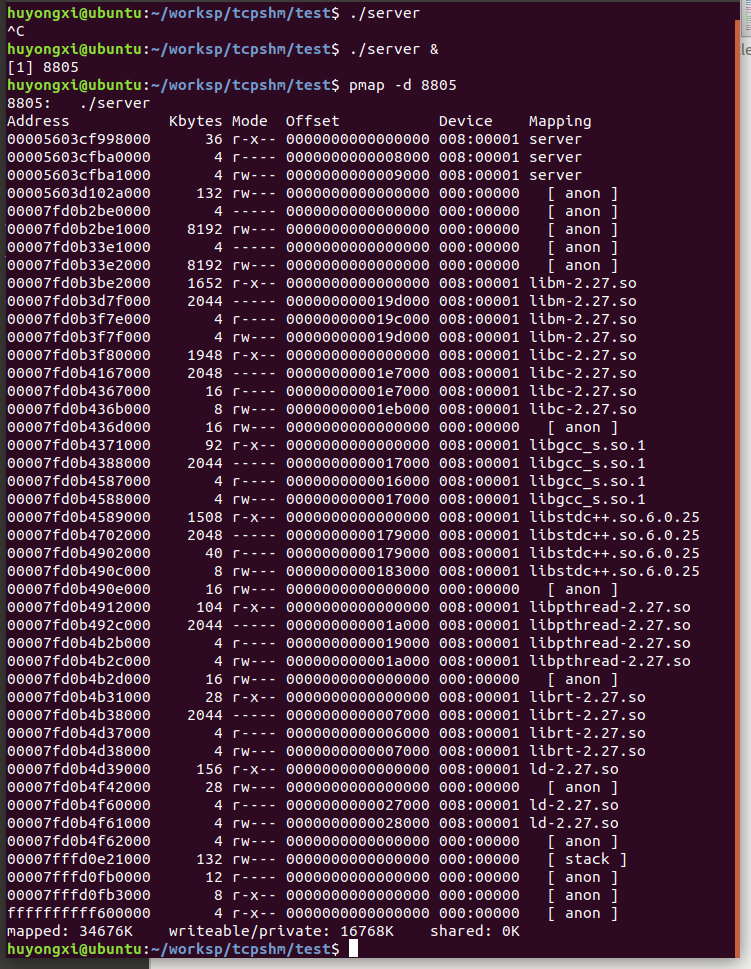 huyongxi@ubuntu:~/worksp/tcpshm/test$ ./server
^C
huyongxi@ubuntu:~/worksp/tcpshm/test$ ./server &
[1] 8805
huyongxi@ubuntu:~/worksp/tcpshm/test$ pmap -d 8805
8805:   ./server
Address           Kbytes Mode  Offset           Device    Mapping
00005603cf998000      36 r-x-- 0000000000000000 008:00001 server
00005603cfba0000       4 r---- 0000000000008000 008:00001 server
00005603cfba1000       4 rw--- 0000000000009000 008:00001 server
00005603d102a000     132 rw--- 0000000000000000 000:00000   [ anon ]
00007fd0b2be0000       4 ----- 0000000000000000 000:00000   [ anon ]
00007fd0b2be1000    8192 rw--- 0000000000000000 000:00000   [ anon ]
00007fd0b33e1000       4 ----- 0000000000000000 000:00000   [ anon ]
00007fd0b33e2000    8192 rw--- 0000000000000000 000:00000   [ anon ]
00007fd0b3be2000    1652 r-x-- 0000000000000000 008:00001 libm-2.27.so
00007fd0b3d7f000    2044 ----- 000000000019d000 008:00001 libm-2.27.so
00007fd0b3f7e000       4 r---- 000000000019c000 008:00001 libm-2.27.so
00007fd0b3f7f000       4 rw--- 000000000019d000 008:00001 libm-2.27.so
00007fd0b3f80000    1948 r-x-- 0000000000000000 008:00001 libc-2.27.so
00007fd0b4167000    2048 ----- 00000000001e7000 008:00001 libc-2.27.so
00007fd0b4367000      16 r---- 00000000001e7000 008:00001 libc-2.27.so
00007fd0b436b000       8 rw--- 00000000001eb000 008:00001 libc-2.27.so
00007fd0b436d000      16 rw--- 0000000000000000 000:00000   [ anon ]
00007fd0b4371000      92 r-x-- 0000000000000000 008:00001 libgcc_s.so.1
00007fd0b4388000    2044 ----- 0000000000017000 008:00001 libgcc_s.so.1
00007fd0b4587000       4 r---- 0000000000016000 008:00001 libgcc_s.so.1
00007fd0b4588000       4 rw--- 0000000000017000 008:00001 libgcc_s.so.1
00007fd0b4589000    1508 r-x-- 0000000000000000 008:00001 libstdc++.so.6.0.25
00007fd0b4702000    2048 ----- 0000000000179000 008:00001 libstdc++.so.6.0.25
00007fd0b4902000      40 r---- 0000000000179000 008:00001 libstdc++.so.6.0.25
00007fd0b490c000       8 rw--- 0000000000183000 008:00001 libstdc++.so.6.0.25
00007fd0b490e000      16 rw--- 0000000000000000 000:00000   [ anon ]
00007fd0b4912000     104 r-x-- 0000000000000000 008:00001 libpthread-2.27.so
00007fd0b492c000    2044 ----- 000000000001a000 008:00001 libpthread-2.27.so
00007fd0b4b2b000       4 r---- 0000000000019000 008:00001 libpthread-2.27.so
00007fd0b4b2c000       4 rw--- 000000000001a000 008:00001 libpthread-2.27.so
00007fd0b4b2d000      16 rw--- 0000000000000000 000:00000   [ anon ]
00007fd0b4b31000      28 r-x-- 0000000000000000 008:00001 librt-2.27.so
00007fd0b4b38000    2044 ----- 0000000000007000 008:00001 librt-2.27.so
00007fd0b4d37000       4 r---- 0000000000006000 008:00001 librt-2.27.so
00007fd0b4d38000       4 rw--- 0000000000007000 008:00001 librt-2.27.so
00007fd0b4d39000     156 r-x-- 0000000000000000 008:00001 ld-2.27.so
00007fd0b4f42000      28 rw--- 0000000000000000 000:00000   [ anon ]
00007fd0b4f60000       4 r---- 0000000000027000 008:00001 ld-2.27.so
00007fd0b4f61000       4 rw--- 0000000000028000 008:00001 ld-2.27.so
00007fd0b4f62000       4 rw--- 0000000000000000 000:00000   [ anon ]
00007fffd0e21000     132 rw--- 0000000000000000 000:00000   [ stack ]
00007fffd0fb0000      12 r---- 0000000000000000 000:00000   [ anon ]
00007fffd0fb3000       8 r-x-- 0000000000000000 000:00000   [ anon ]
ffffffffff600000       4 r-x-- 0000000000000000 000:00000   [ anon ]
mapped: 34676K    writeable/private: 16768K    shared: 0K
huyongxi@ubuntu:~/worksp/tcpshm/test$